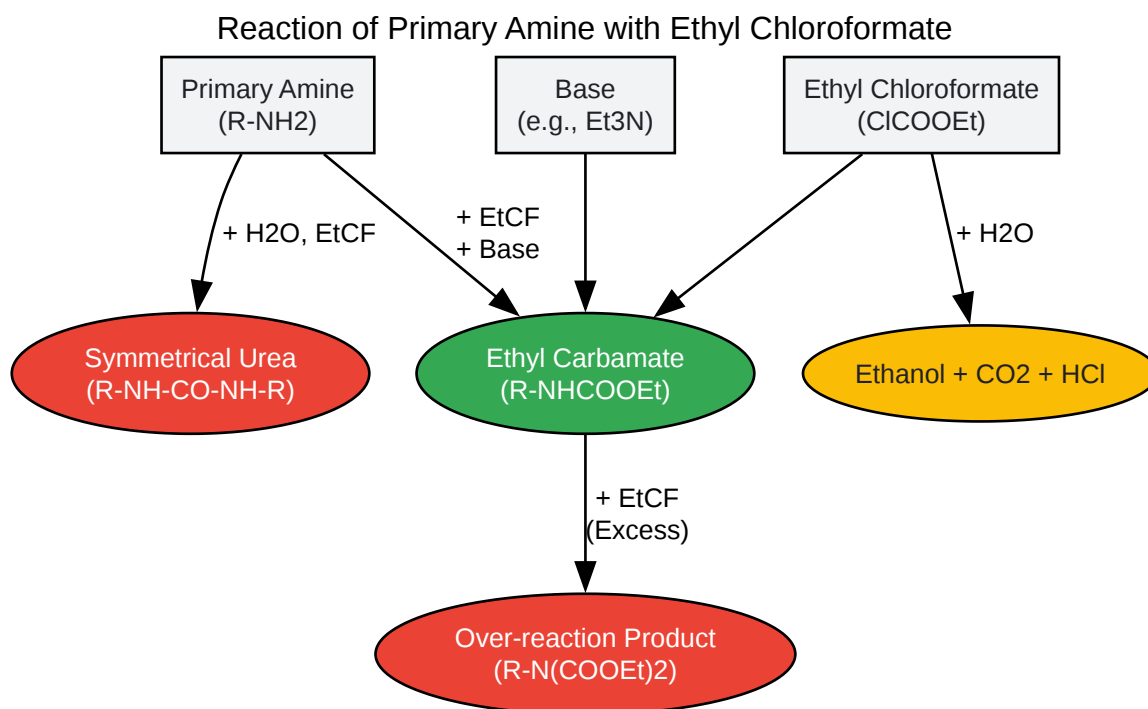 Reaction of Primary Amine with Ethyl Chloroformate
Primary Amine
(R-NH2)
Base
(e.g., Et3N)
Ethyl Chloroformate
(ClCOOEt)
+ H2O, EtCF
+ EtCF
+ Base
+ H2O
Symmetrical Urea
(R-NH-CO-NH-R)
Ethyl Carbamate
(R-NHCOOEt)
Ethanol + CO2 + HCl
+ EtCF
(Excess)
Over-reaction Product
(R-N(COOEt)2)